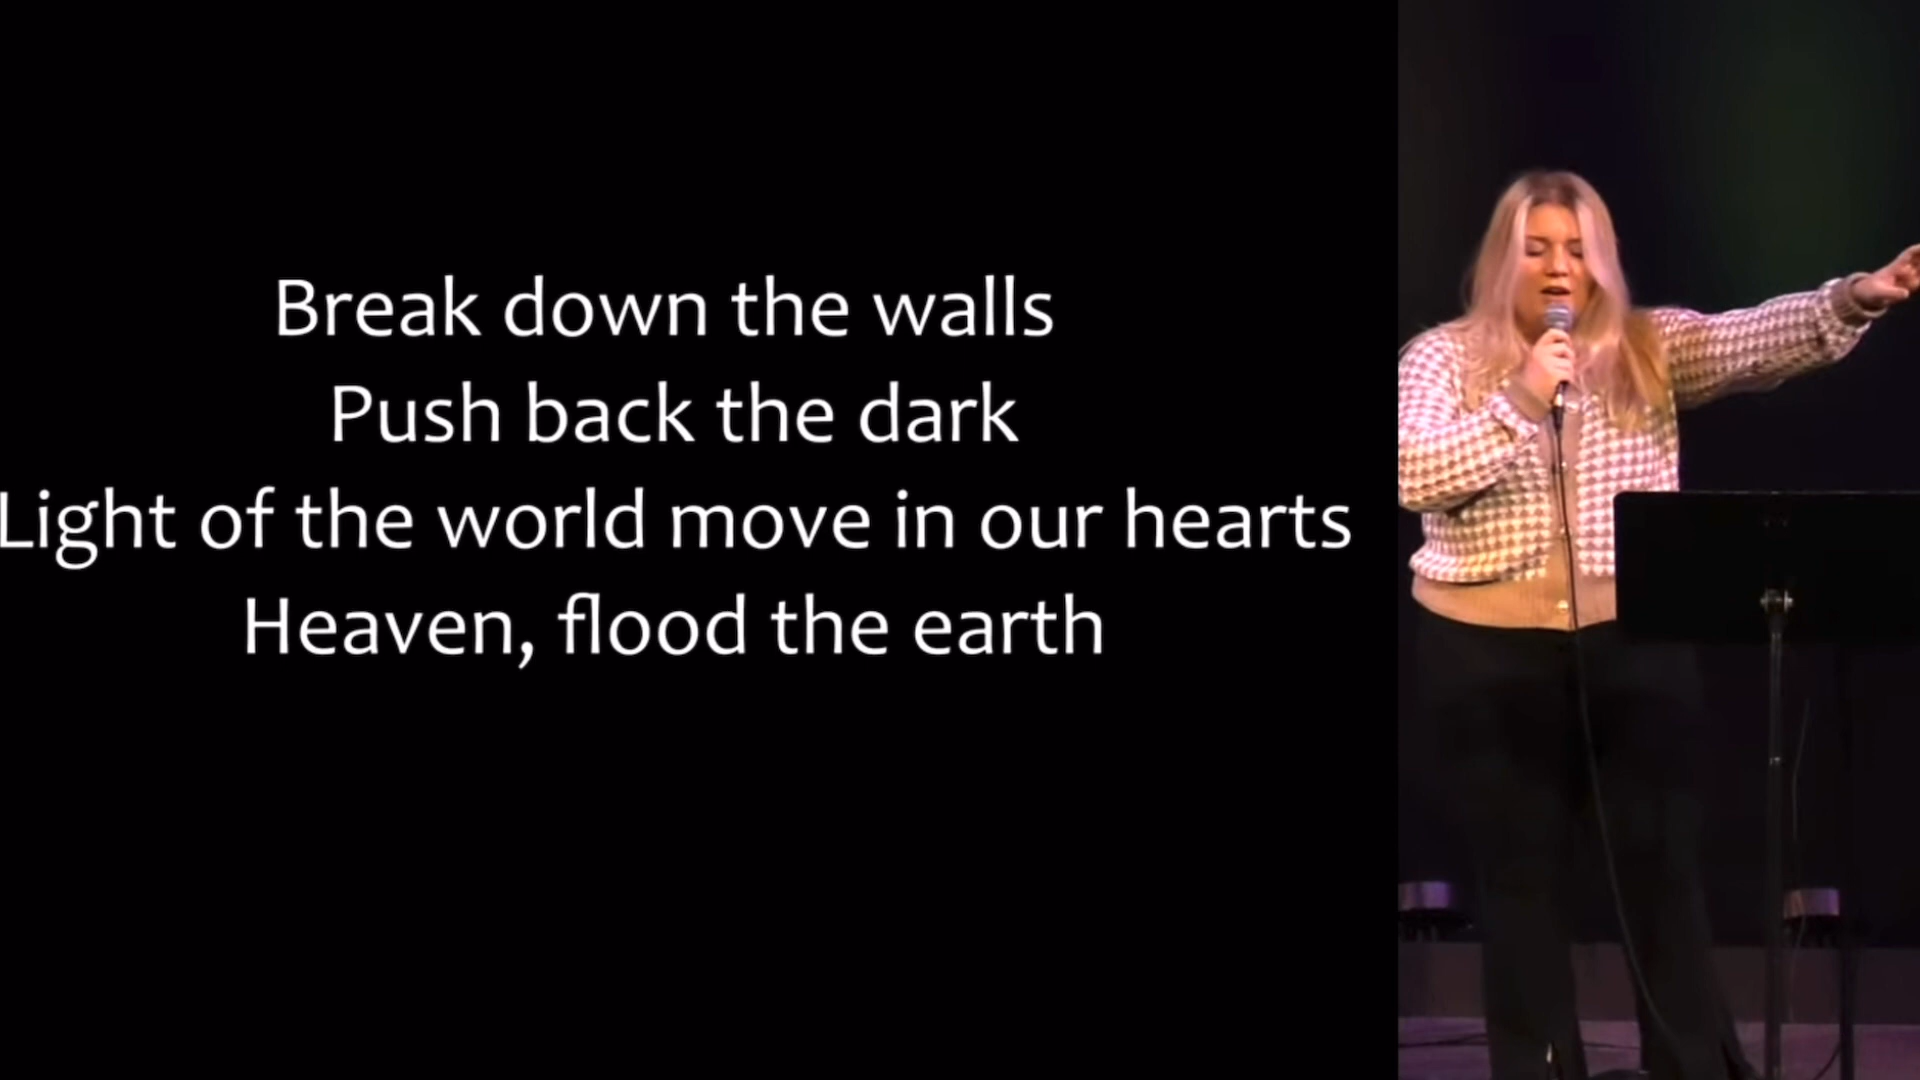 Break down the walls
Push back the dark
Light of the world move in our hearts
Heaven, flood the earth